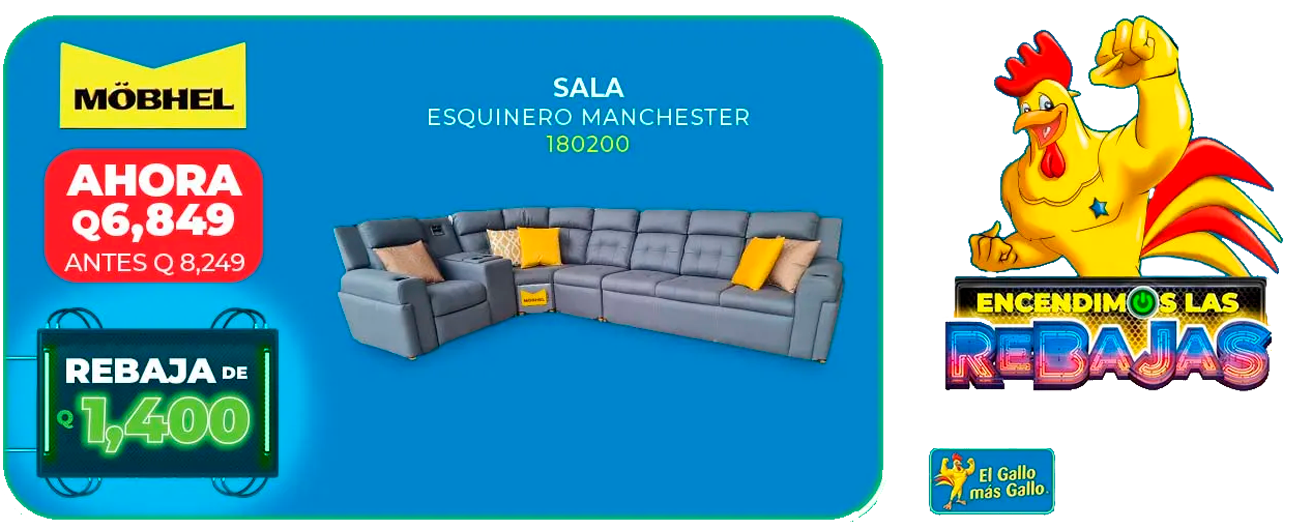 MÖBHEL
AHORA
Q6,849
ANTES Q 8,249
REBAJA DE
Q 1,400
SALA
ESQUINERO MANCHESTER
180200
MÖBHEL
ENCENDIMOS LAS
REBAJAS
El Gallo
más Gallo.